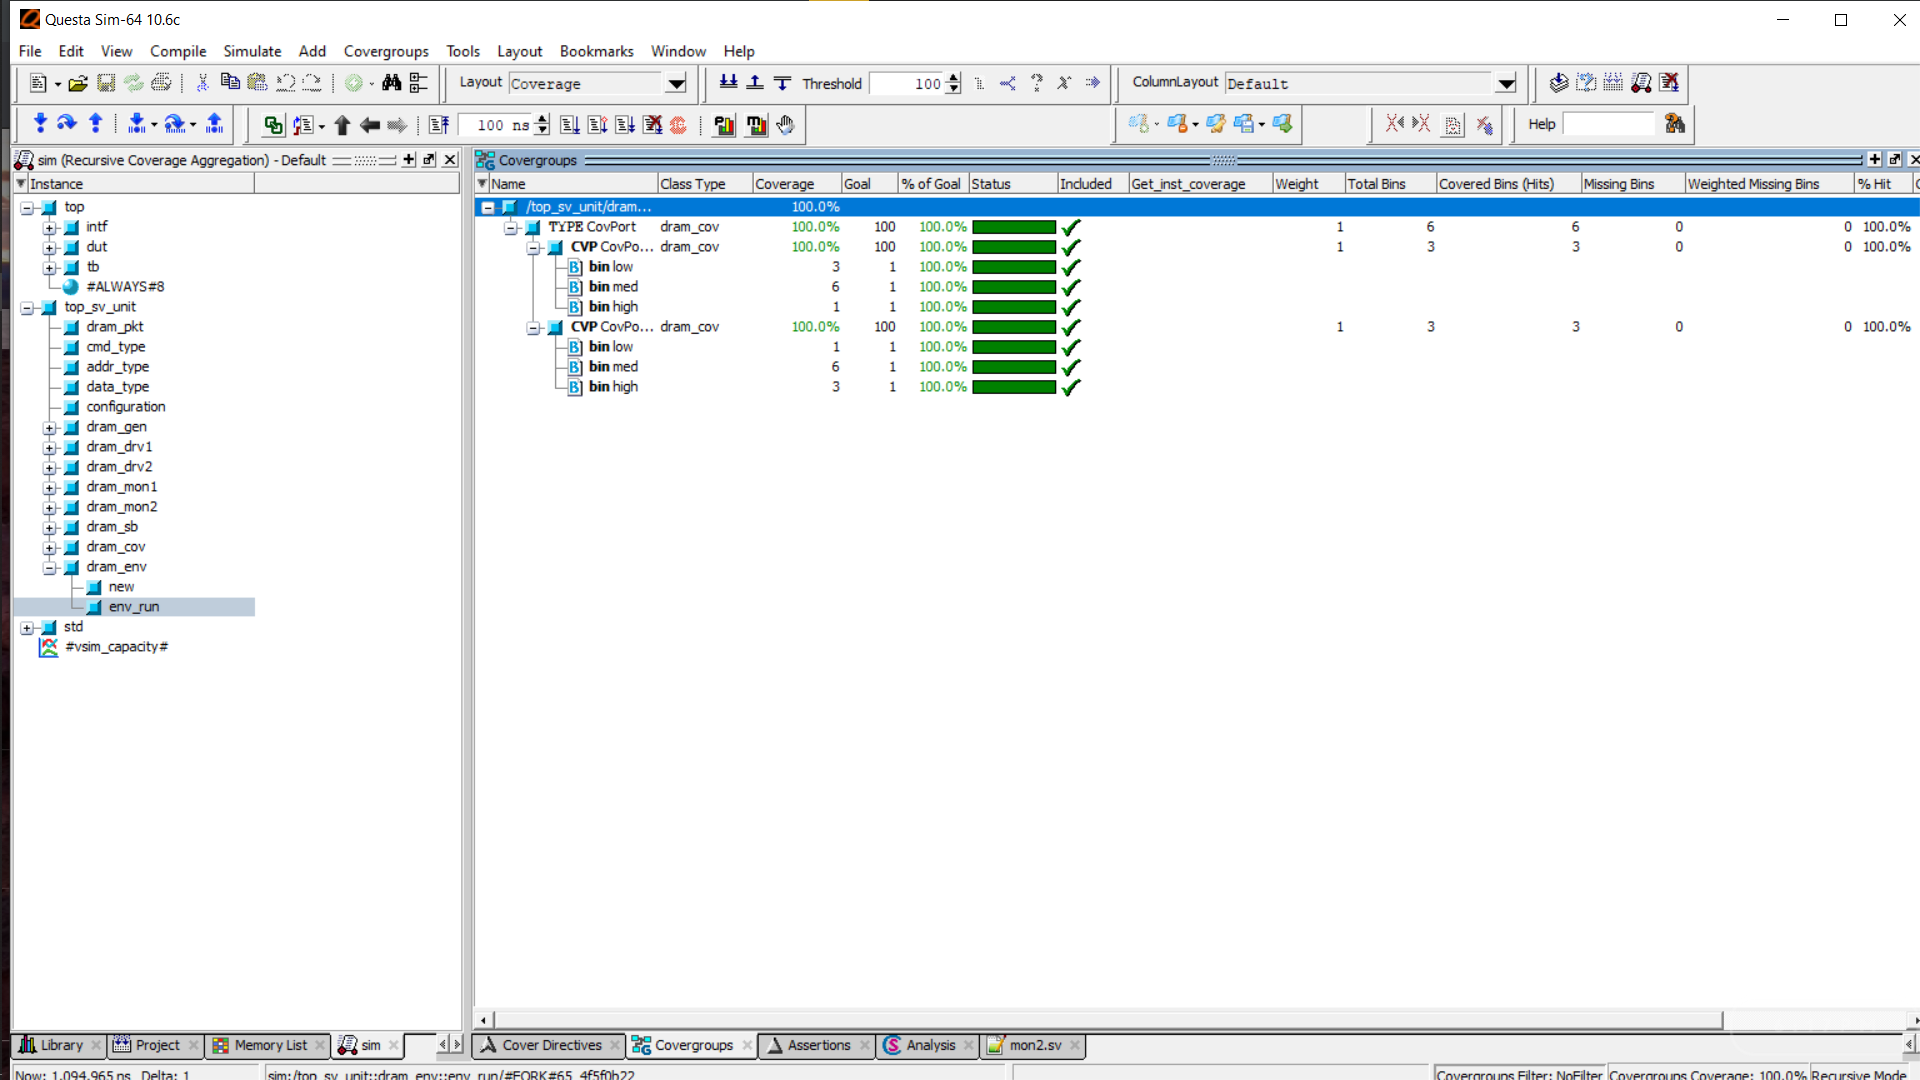 Questa Sim-64 10.6c
File Edit View Compile Simulate Add Covergroups Tools Layout Bookmarks Window Help
Layout Coverage Threshold 100 ColumnLayout Default
100 ns Help
sim (Recursive Coverage Aggregation) - Default
Instance
top
intf
dut
tb
#ALWAYS#8
top_sv_unit
dram_pkt
cmd_type
addr_type
data_type
configuration
dram_gen
dram_drv1
dram_drv2
dram_mon1
dram_mon2
dram_sb
dram_cov
dram_env
new
env_run
std
#vsim_capacity#
Covergroups
Name Class Type Coverage Goal % of Goal Status Included Get_inst_coverage Weight Total Bins Covered Bins (Hits) Missing Bins Weighted Missing Bins % Hit
/top_sv_unit/dram... 100.0%
TYPE CovPort dram_cov 100.0% 100 100.0% 1 6 6 0 0 100.0%
CVP CovPo... dram_cov 100.0% 100 100.0% 1 3 3 0 0 100.0%
B bin low 3 1 100.0%
B bin med 6 1 100.0%
B bin high 1 1 100.0%
CVP CovPo... dram_cov 100.0% 100 100.0% 1 3 3 0 0 100.0%
B bin low 1 1 100.0%
B bin med 6 1 100.0%
B bin high 3 1 100.0%
Library Project Memory List sim
Cover Directives Covergroups Assertions Analysis mon2.sv
Now: 1,094,965 ns Delta: 1 sim:/top_sv_unit::dram_env::env_run/#FORK#65_4f5f0b22 Covergroups Filter: NoFilter Covergroups Coverage: 100.0% Recursive Mode